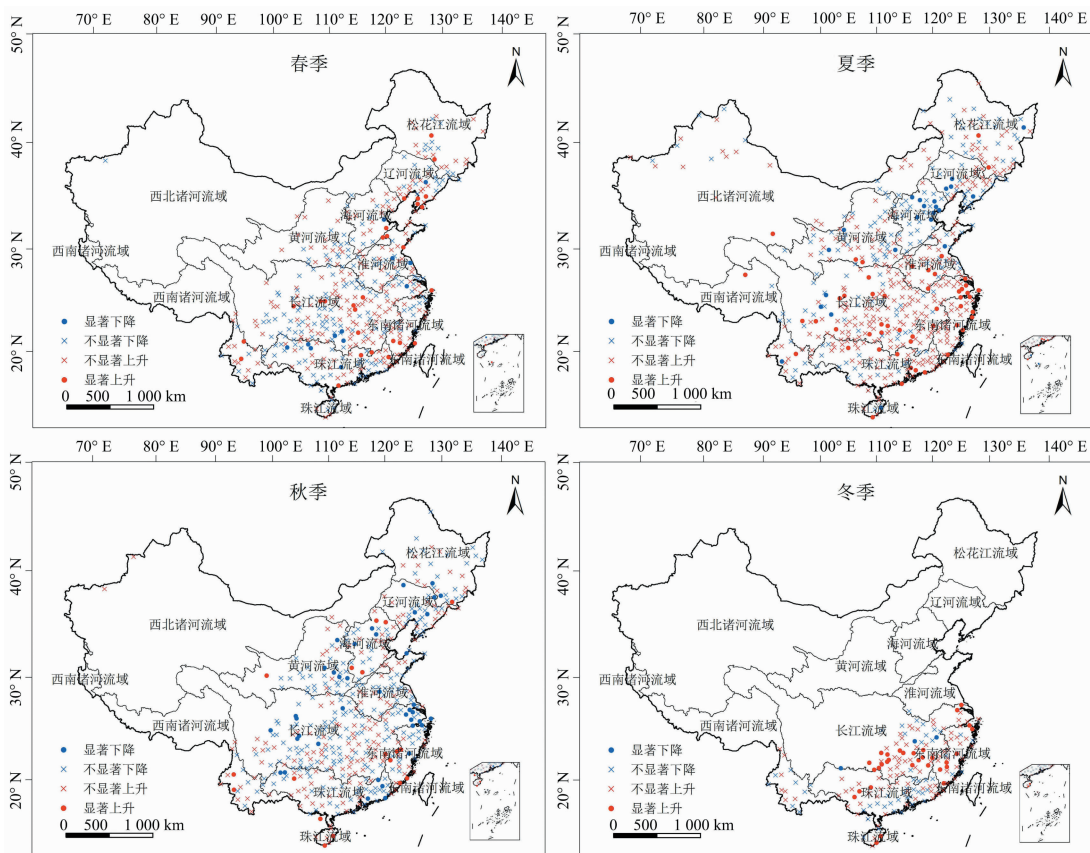 70° E 80° E 90° E 100° E 110° E 120° E 130° E 140° E
50° N
40° N
30° N
20° N
春季
N
松花江流域
辽河流域
西北诸河流域
海河流域
黄河流域
西南诸河流域
淮河流域
西南诸河流域
长江流域
东南诸河流域
珠江流域
东南诸河流域
珠江流域
显著下降
不显著下降
不显著上升
显著上升
0 500 1 000 km
70° E 80° E 90° E 100° E 110° E 120° E 130° E 140° E
50° N
40° N
30° N
20° N
夏季
N
松花江流域
辽河流域
西北诸河流域
海河流域
黄河流域
西南诸河流域
淮河流域
西南诸河流域
长江流域
东南诸河流域
珠江流域
东南诸河流域
珠江流域
显著下降
不显著下降
不显著上升
显著上升
0 500 1 000 km
70° E 80° E 90° E 100° E 110° E 120° E 130° E 140° E
50° N
40° N
30° N
20° N
秋季
N
松花江流域
辽河流域
西北诸河流域
海河流域
黄河流域
西南诸河流域
淮河流域
西南诸河流域
长江流域
东南诸河流域
珠江流域
东南诸河流域
珠江流域
显著下降
不显著下降
不显著上升
显著上升
0 500 1 000 km
70° E 80° E 90° E 100° E 110° E 120° E 130° E 140° E
50° N
40° N
30° N
20° N
冬季
N
松花江流域
辽河流域
西北诸河流域
海河流域
黄河流域
西南诸河流域
淮河流域
西南诸河流域
长江流域
东南诸河流域
珠江流域
东南诸河流域
珠江流域
显著下降
不显著下降
不显著上升
显著上升
0 500 1 000 km